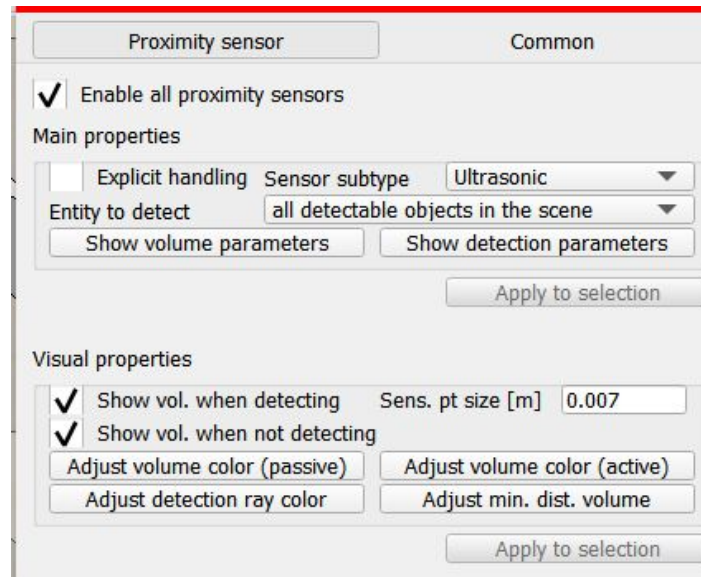 Proximity sensor Common
Enable all proximity sensors
Main properties
Explicit handling Sensor subtype Ultrasonic
Entity to detect all detectable objects in the scene
Show volume parameters Show detection parameters
Apply to selection
Visual properties
Show vol. when detecting Sens. pt size [m] 0.007
Show vol. when not detecting
Adjust volume color (passive) Adjust volume color (active)
Adjust detection ray color Adjust min. dist. volume
Apply to selection